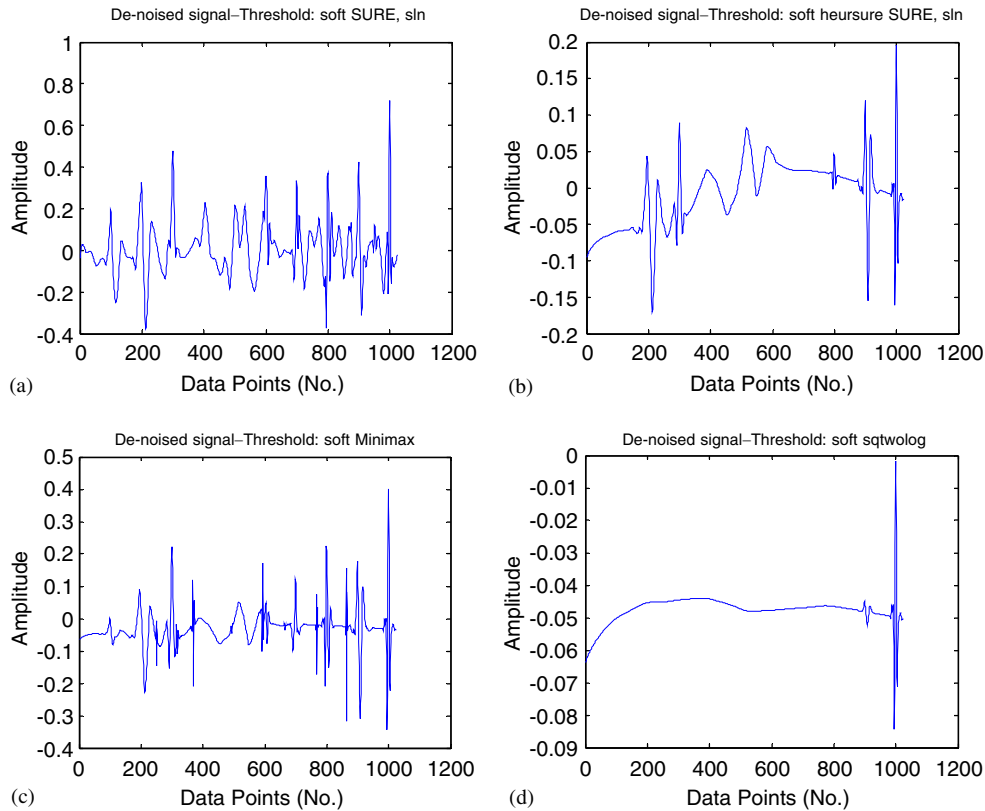 De-noised signal–Threshold: soft SURE, sln
1
0.8
0.6
0.4
0.2
0
-0.2
-0.4
Amplitude
0 200 400 600 800 1000 1200
Data Points (No.)
(a)
De-noised signal–Threshold: soft heursure SURE, sln
0.2
0.15
0.10
0.05
0
-0.05
-0.1
-0.15
-0.2
Amplitude
0 200 400 600 800 1000 1200
Data Points (No.)
(b)
De-noised signal–Threshold: soft Minimax
0.5
0.4
0.3
0.2
0.1
0
-0.1
-0.2
-0.3
-0.4
Amplitude
0 200 400 600 800 1000 1200
Data Points (No.)
(c)
De-noised signal–Threshold: soft sqtwolog
0
-0.01
-0.02
-0.03
-0.04
-0.05
-0.06
-0.07
-0.08
-0.09
Amplitude
0 200 400 600 800 1000 1200
Data Points (No.)
(d)